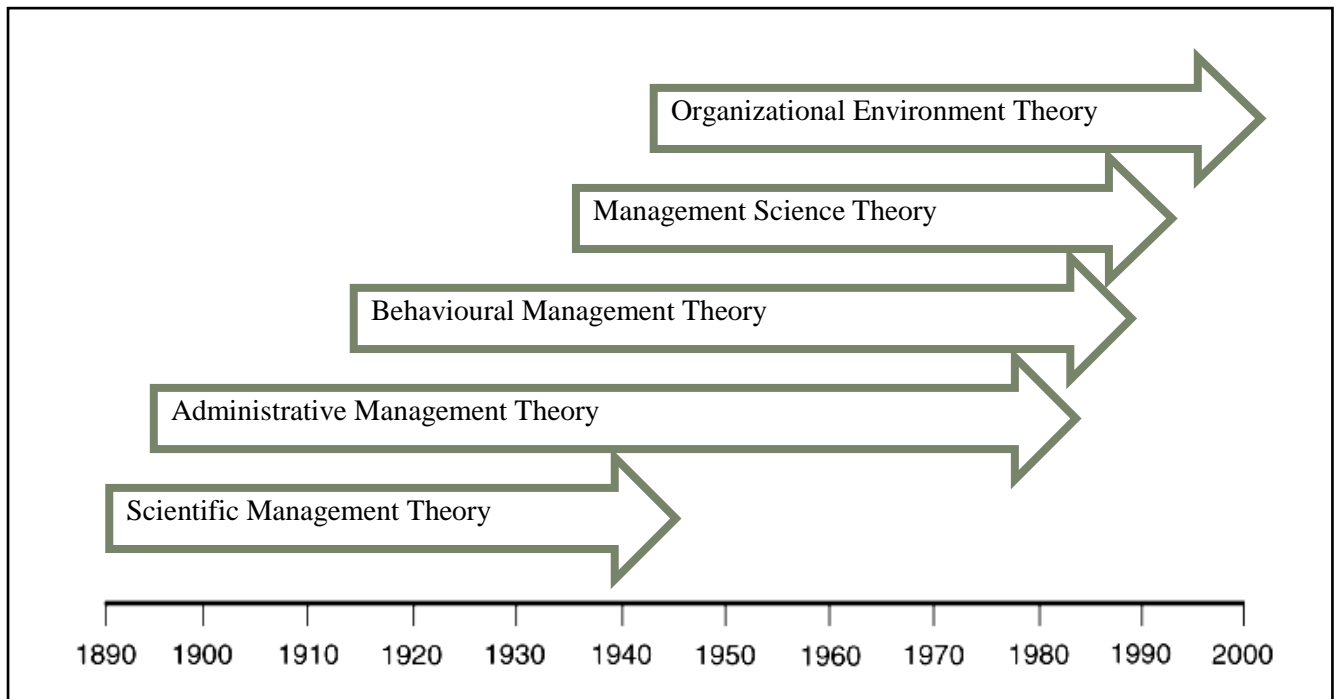 Organizational Environment Theory
Management Science Theory
Behavioural Management Theory
Administrative Management Theory
Scientific Management Theory
1890 1900 1910 1920 1930 1940 1950 1960 1970 1980 1990 2000